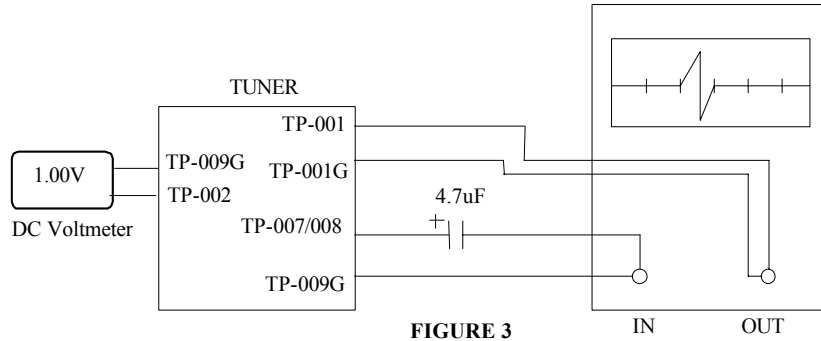 TUNER
TP-001
TP-009G
TP-001G
1.00V
TP-002
4.7uF
+
DC Voltmeter
TP-007/008
TP-009G
FIGURE 3
IN
OUT